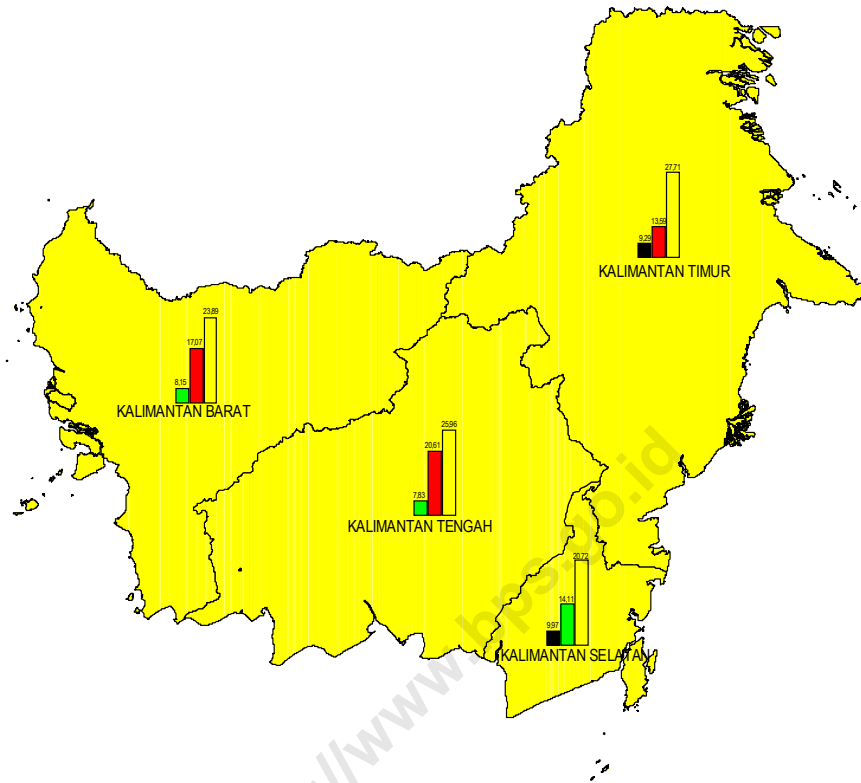 27,71
13,59
9,29
KALIMANTAN TIMUR
23,89
17,07
8,15
KALIMANTAN BARAT
25,96
20,61
7,83
KALIMANTAN TENGAH
20,72
14,11
9,97
KALIMANTAN SELATAN
//www.bps.go.id